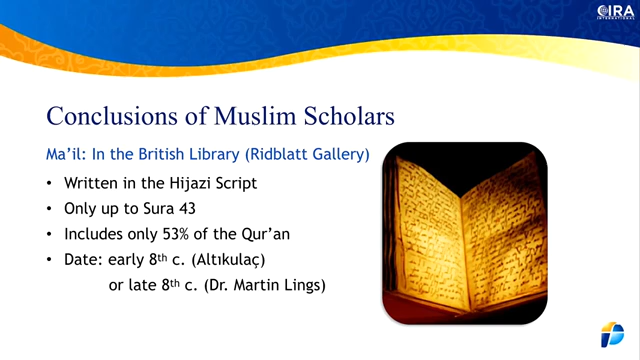 CIRA
INTERNATIONAL
Conclusions of Muslim Scholars
Ma’il: In the British Library (Ridblatt Gallery)
• Written in the Hijazi Script
• Only up to Sura 43
• Includes only 53% of the Qur’an
• Date: early 8th c. (Altıkulaç)
or late 8th c. (Dr. Martin Lings)